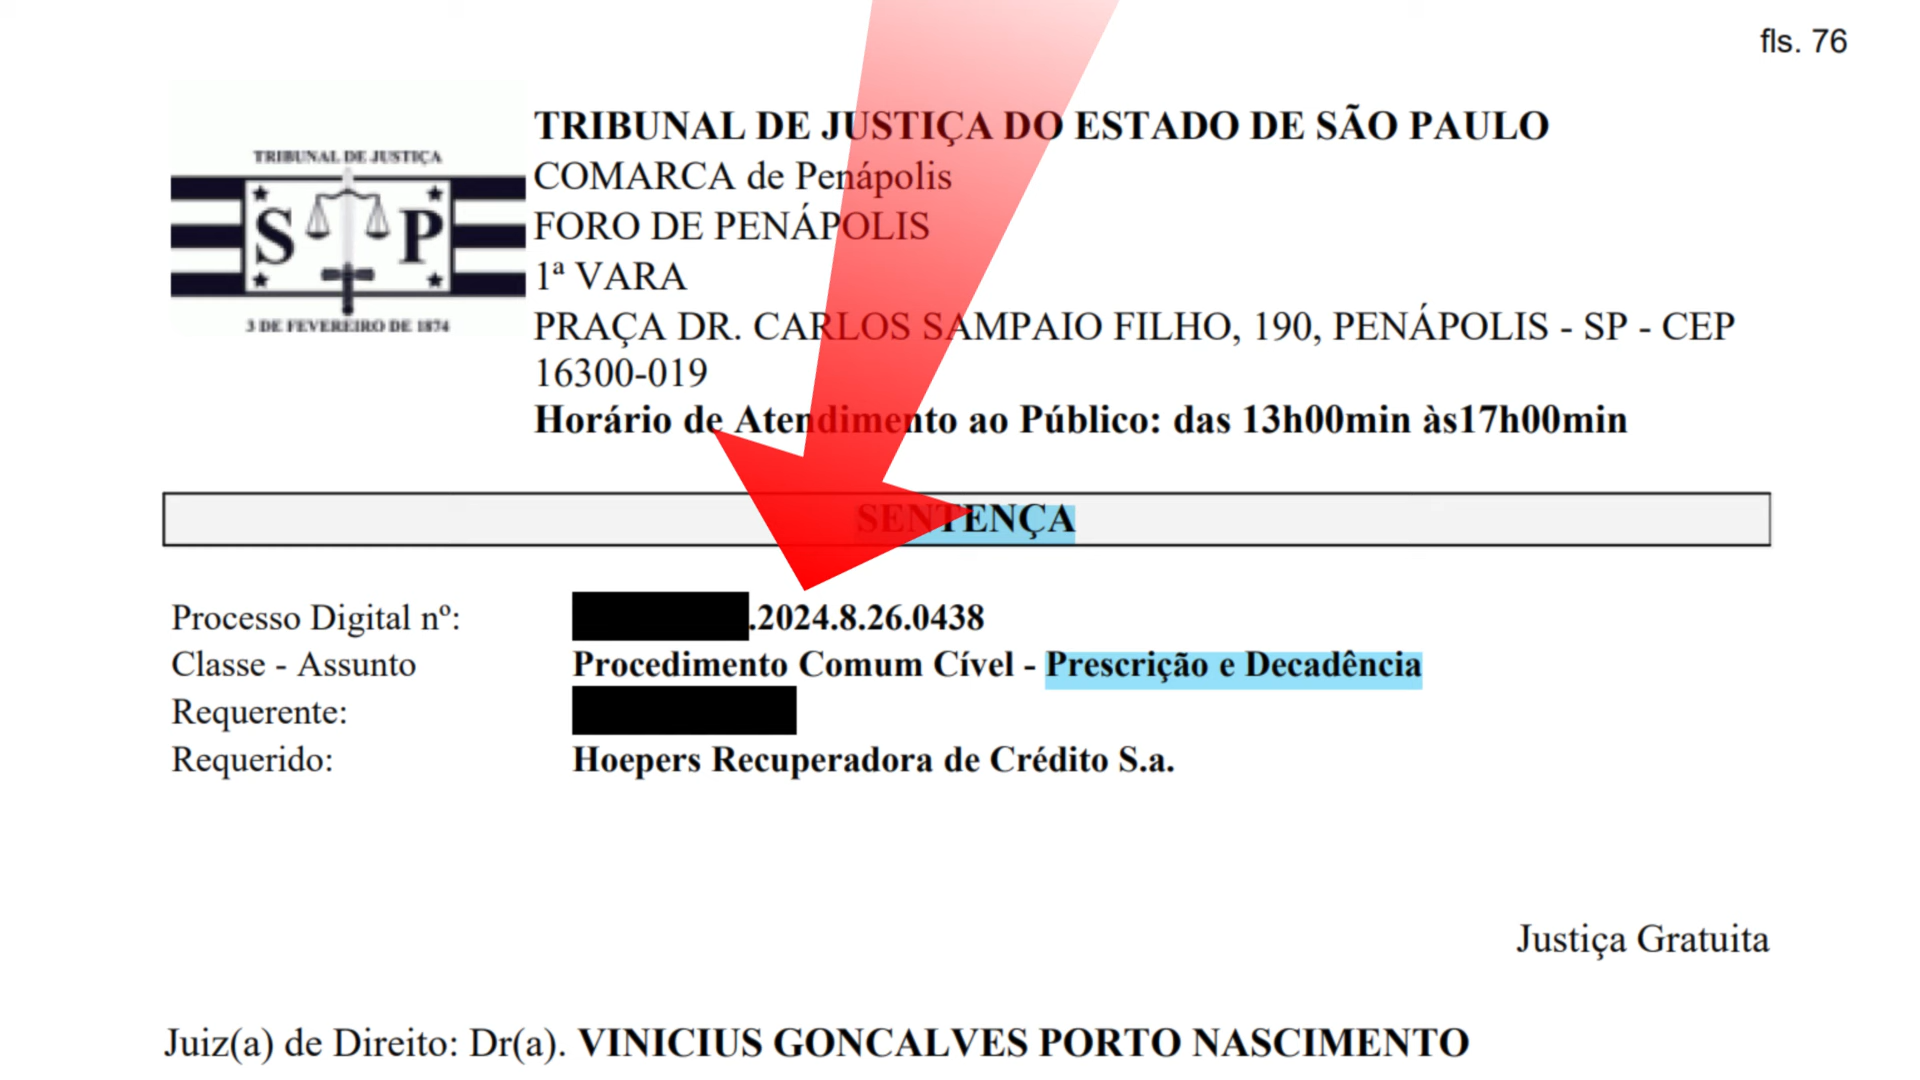 fls. 76
TRIBUNAL DE JUSTIÇA
S P
3 DE FEVEREIRO DE 1874
TRIBUNAL DE JUSTIÇA DO ESTADO DE SÃO PAULO
COMARCA de Penápolis
FORO DE PENÁPOLIS
1ª VARA
PRAÇA DR. CARLOS SAMPAIO FILHO, 190, PENÁPOLIS - SP - CEP
16300-019
Horário de Atendimento ao Público: das 13h00min às17h00min
SENTENÇA
Processo Digital nº: .2024.8.26.0438
Classe - Assunto Procedimento Comum Cível - Prescrição e Decadência
Requerente:
Requerido: Hoepers Recuperadora de Crédito S.a.
Justiça Gratuita
Juiz(a) de Direito: Dr(a). VINICIUS GONCALVES PORTO NASCIMENTO